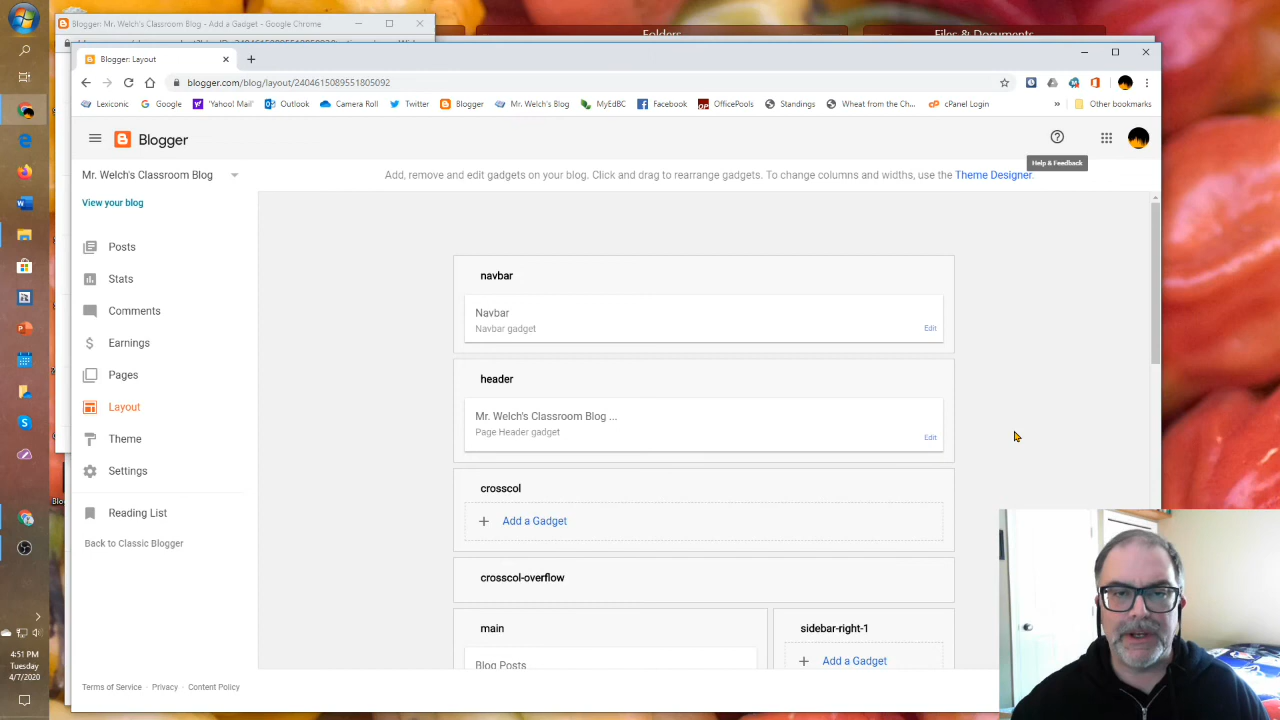 Blogger: Mr. Welch's Classroom Blog - Add a Gadget - Google Chrome
Folders
Files & Documents
Blogger: Layout
blogger.com/blog/layout/2404615089551805092
Lexiconic Google 'Yahoo! Mail' Outlook Camera Roll Twitter Blogger Mr. Welch's Blog MyEdBC Facebook OfficePools Standings Wheat from the Ch... cPanel Login » Other bookmarks
Blogger
Help & Feedback
Mr. Welch's Classroom Blog
Add, remove and edit gadgets on your blog. Click and drag to rearrange gadgets. To change columns and widths, use the Theme Designer.
View your blog
Posts
Stats
Comments
Earnings
Pages
Layout
Theme
Settings
Reading List
Back to Classic Blogger
navbar
Navbar
Navbar gadget
Edit
header
Mr. Welch's Classroom Blog ...
Page Header gadget
Edit
crosscol
Add a Gadget
crosscol-overflow
main
Blog Posts
sidebar-right-1
Add a Gadget
Terms of Service · Privacy · Content Policy
4:51 PM
Tuesday
4/7/2020